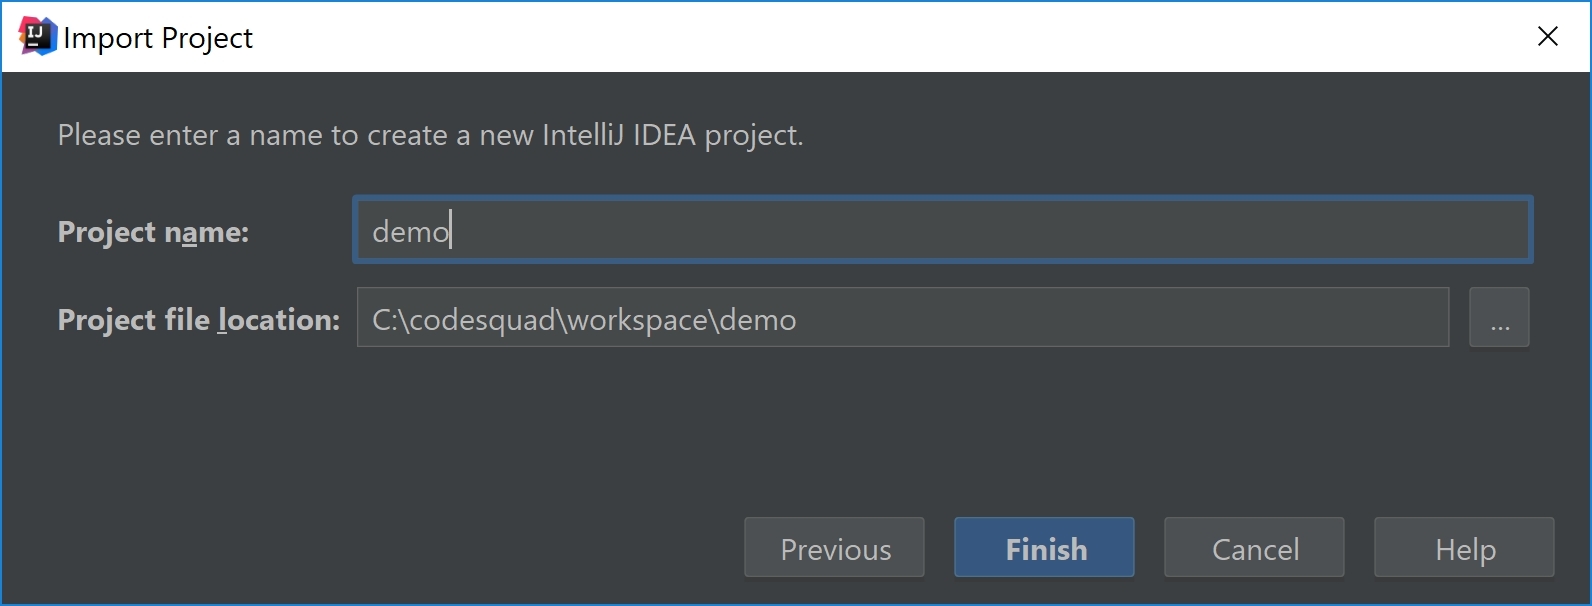 IJ
Import Project
Please enter a name to create a new IntelliJ IDEA project.
Project name: demo
Project file location: C:\codesquad\workspace\demo ...
Previous Finish Cancel Help